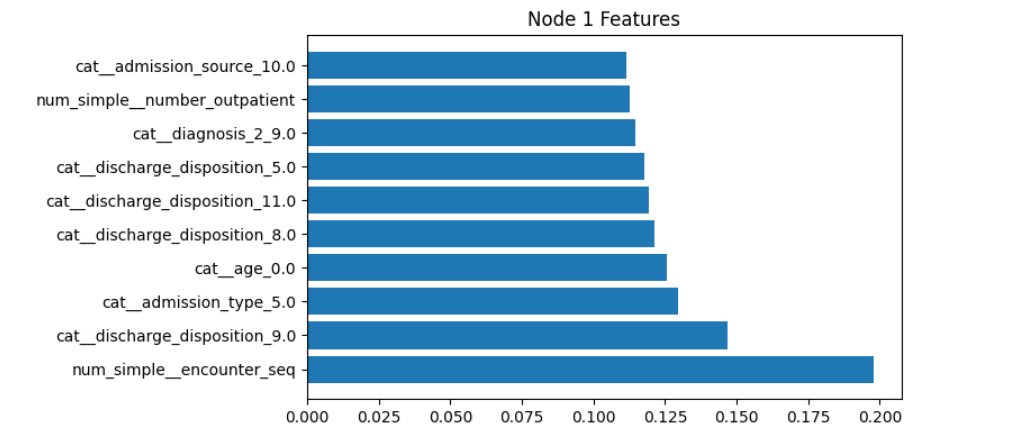 Node 1 Features
cat__admission_source_10.0
num_simple__number_outpatient
cat__diagnosis_2_9.0
cat__discharge_disposition_5.0
cat__discharge_disposition_11.0
cat__discharge_disposition_8.0
cat__age_0.0
cat__admission_type_5.0
cat__discharge_disposition_9.0
num_simple__encounter_seq
0.000 0.025 0.050 0.075 0.100 0.125 0.150 0.175 0.200